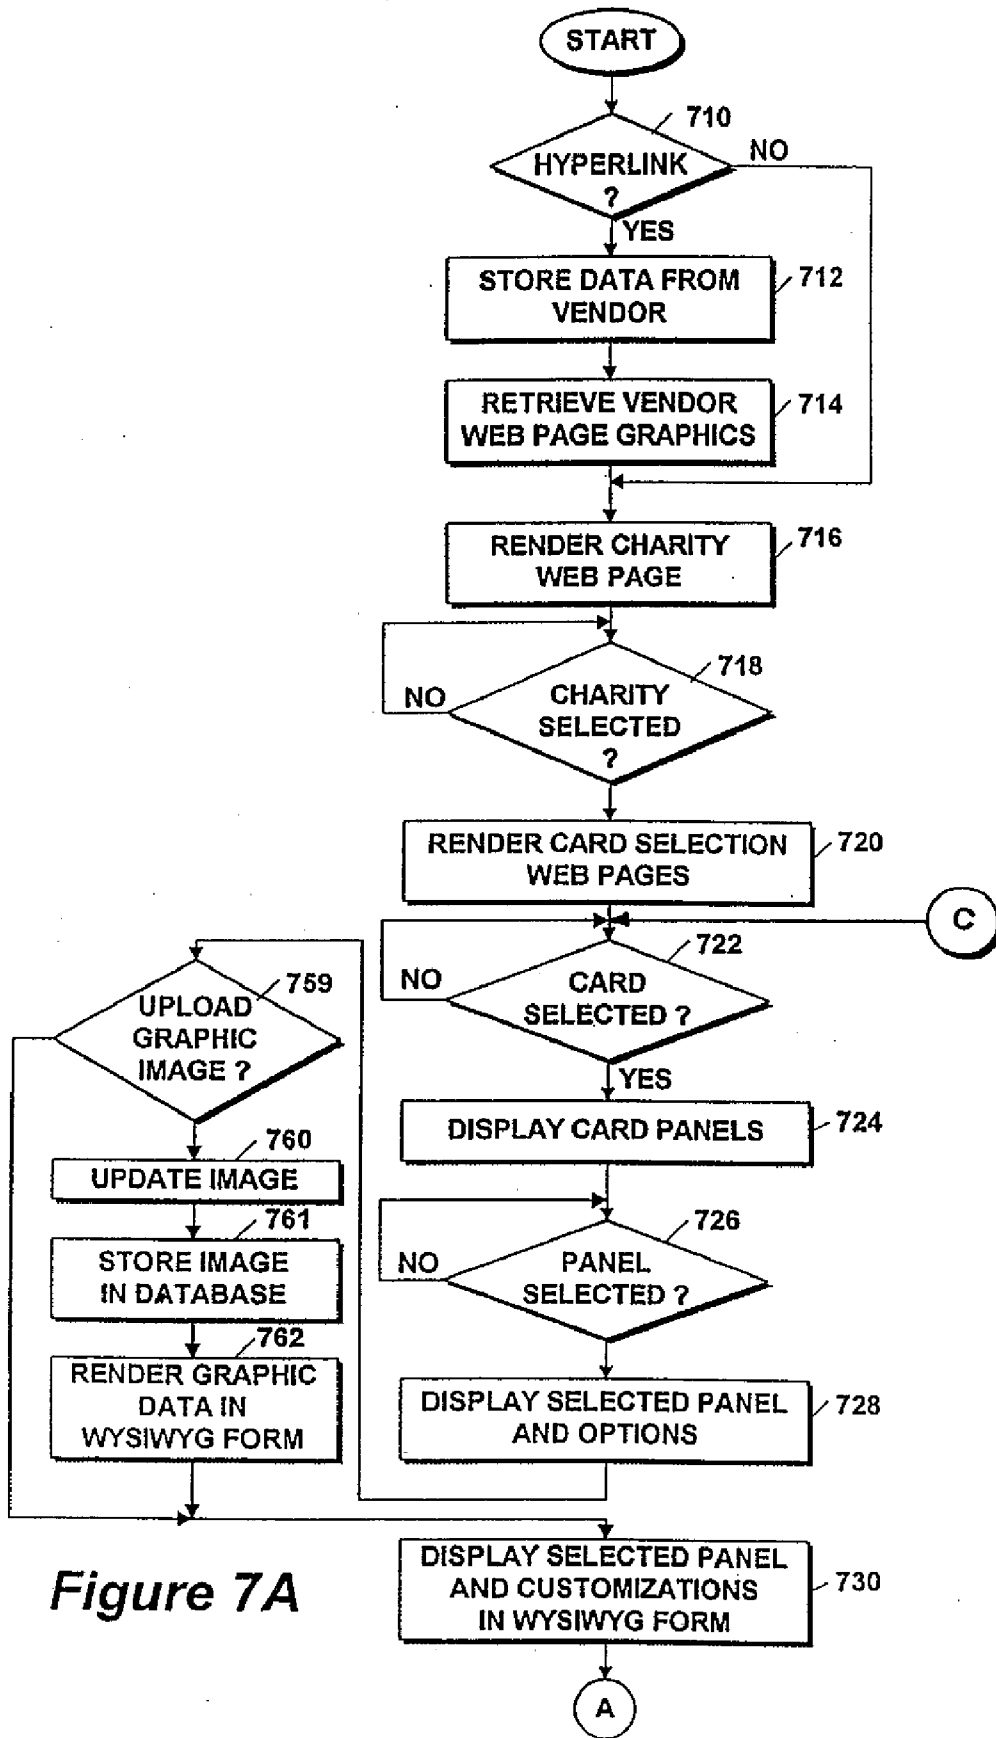 START
710
HYPERLINK
?
NO
YES
STORE DATA FROM
VENDOR
712
RETRIEVE VENDOR
WEB PAGE GRAPHICS
714
RENDER CHARITY
WEB PAGE
716
718
NO
CHARITY
SELECTED
?
RENDER CARD SELECTION
WEB PAGES
720
C
722
NO
CARD
SELECTED ?
YES
759
UPLOAD
GRAPHIC
IMAGE ?
DISPLAY CARD PANELS
724
760
UPDATE IMAGE
761
STORE IMAGE
IN DATABASE
726
NO
PANEL
SELECTED ?
762
RENDER GRAPHIC
DATA IN
WYSIWYG FORM
DISPLAY SELECTED PANEL
AND OPTIONS
728
DISPLAY SELECTED PANEL
AND CUSTOMIZATIONS
IN WYSIWYG FORM
730
Figure 7A
A